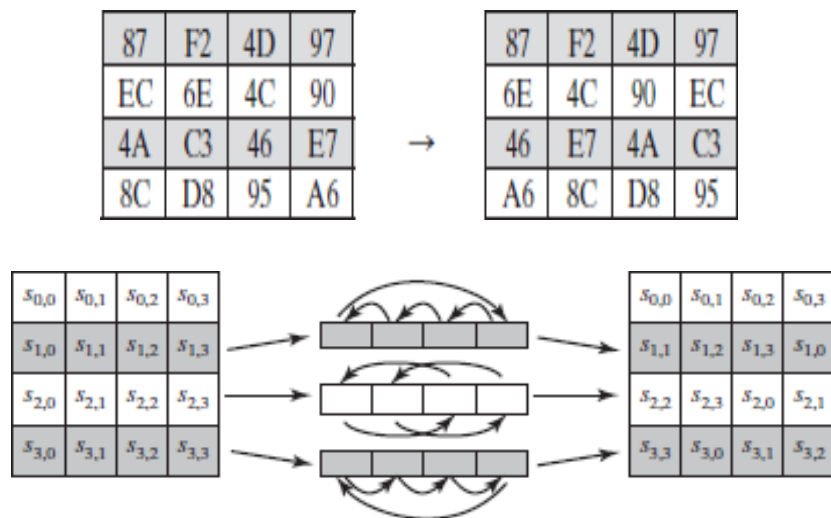 87 F2 4D 97 87 F2 4D 97
EC 6E 4C 90 6E 4C 90 EC
4A C3 46 E7 → 46 E7 4A C3
8C D8 95 A6 A6 8C D8 95
s0,0 s0,1 s0,2 s0,3 s0,0 s0,1 s0,2 s0,3
s1,0 s1,1 s1,2 s1,3 s1,1 s1,2 s1,3 s1,0
s2,0 s2,1 s2,2 s2,3 s2,2 s2,3 s2,0 s2,1
s3,0 s3,1 s3,2 s3,3 s3,3 s3,0 s3,1 s3,2